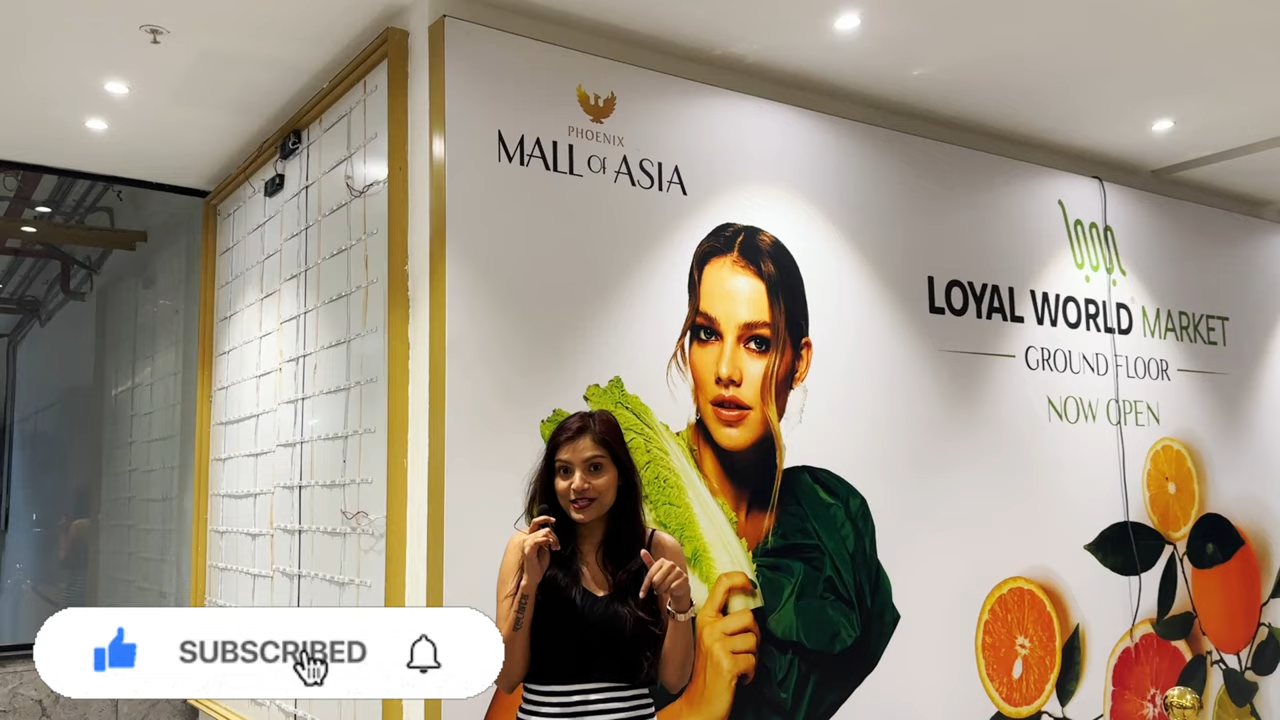 PHOENIX
MALL OF ASIA
LOYAL WORLD MARKET
GROUND FLOOR
NOW OPEN
SUBSCRIBED